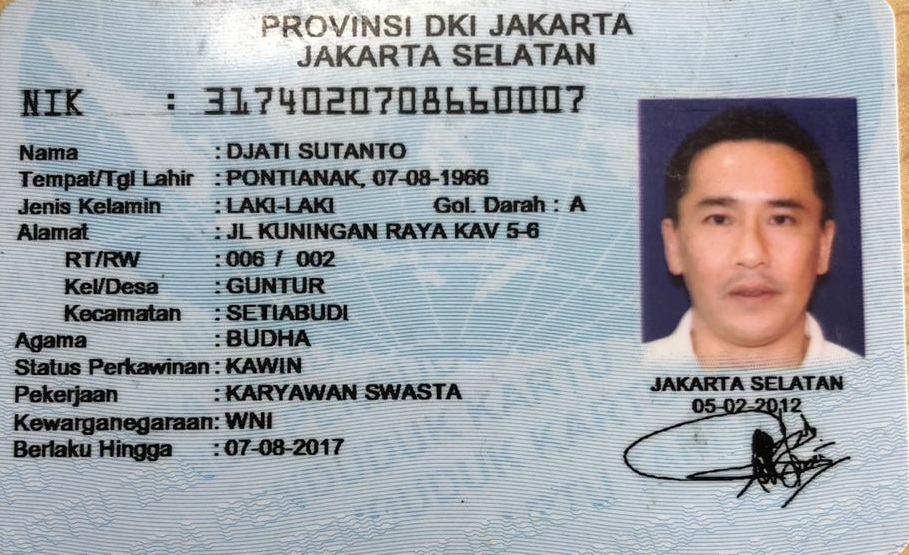 PROVINSI DKI JAKARTA
JAKARTA SELATAN
NIK : 3174020708660007
Nama : DJATI SUTANTO
Tempat/Tgl Lahir : PONTIANAK, 07-08-1966
Jenis Kelamin : LAKI-LAKI Gol. Darah : A
Alamat : JL KUNINGAN RAYA KAV 5-6
RT/RW : 006 / 002
Kel/Desa : GUNTUR
Kecamatan : SETIABUDI
Agama : BUDHA
Status Perkawinan : KAWIN
Pekerjaan : KARYAWAN SWASTA
Kewarganegaraan : WNI
Berlaku Hingga : 07-08-2017
JAKARTA SELATAN
05-02-2012